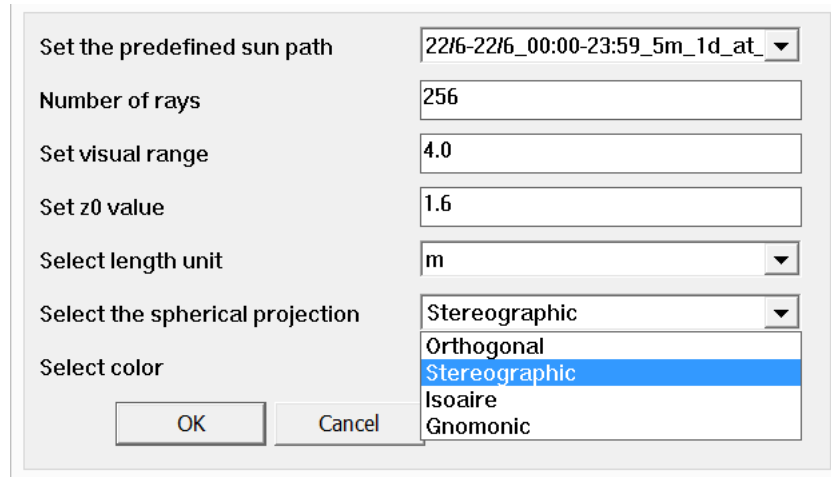 Set the predefined sun path 22/6-22/6_00:00-23:59_5m_1d_at_
Number of rays 256
Set visual range 4.0
Set z0 value 1.6
Select length unit m
Select the spherical projection Stereographic
Orthogonal
Select color Stereographic
Isoaire
OK Cancel Gnomonic